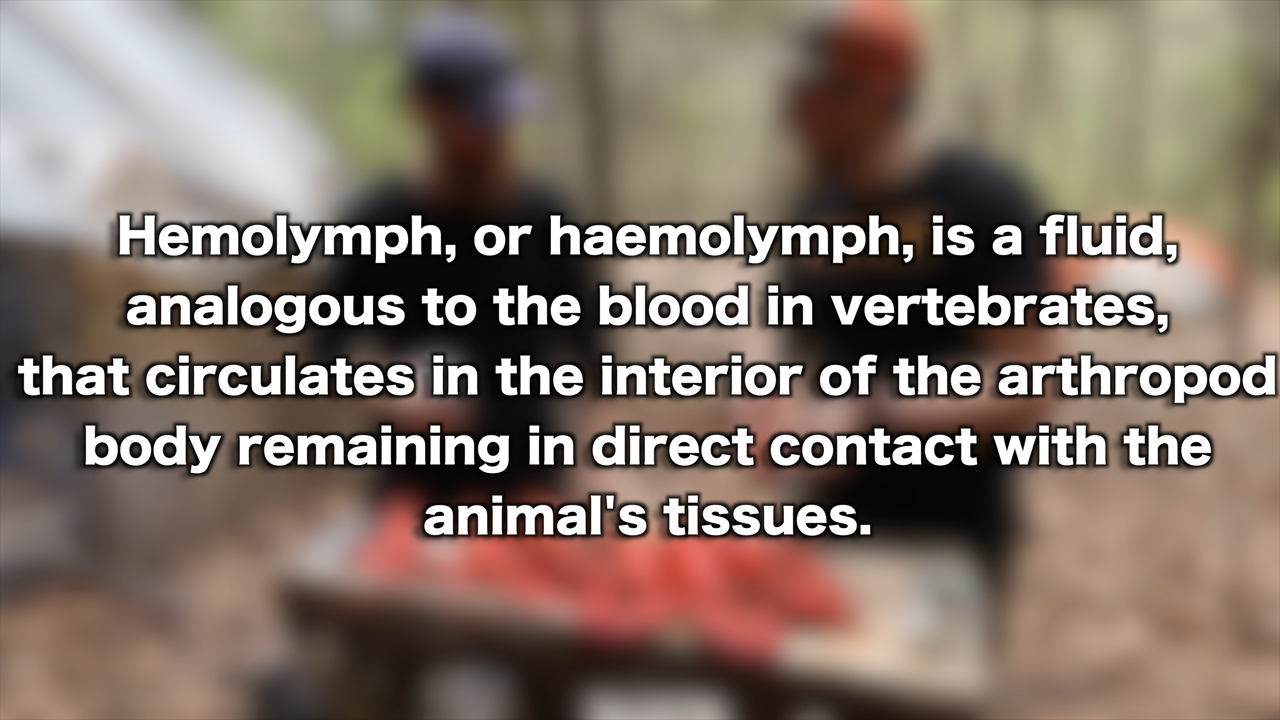 Hemolymph, or haemolymph, is a fluid,
analogous to the blood in vertebrates,
that circulates in the interior of the arthropod
body remaining in direct contact with the
animal's tissues.